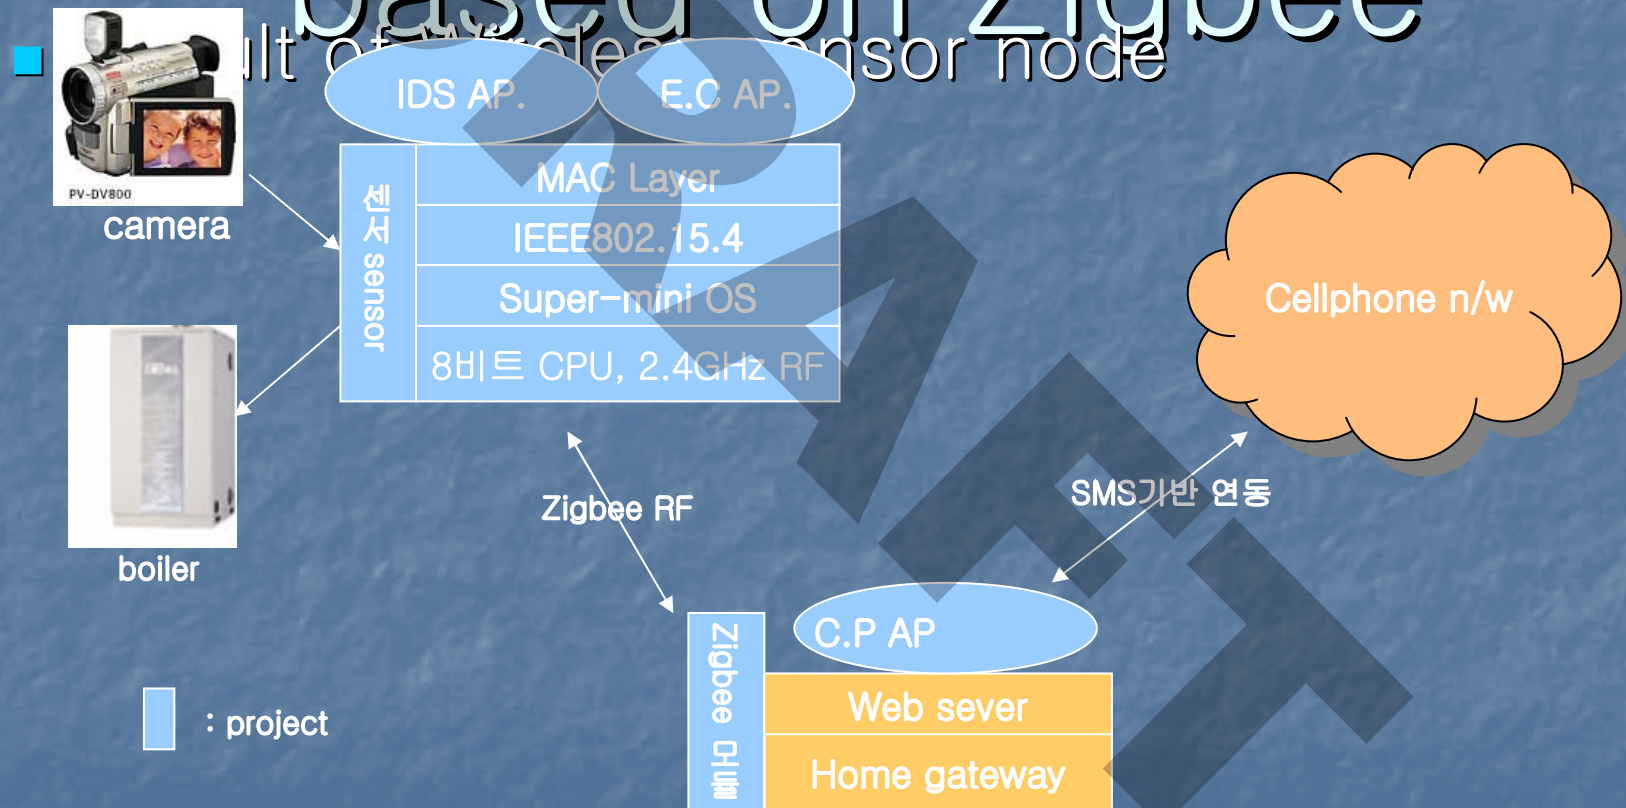 based on Zigbee
ult of Wireless sensor node
PV-DV800
camera
IDS AP.
E.C AP.
센서 sensor
MAC Layer
IEEE802.15.4
Super-mini OS
8비트 CPU, 2.4GHz RF
Cellphone n/w
boiler
Zigbee RF
SMS기반 연동
C.P AP
Zigbee 머듈
Web sever
Home gateway
: project
DRAFT